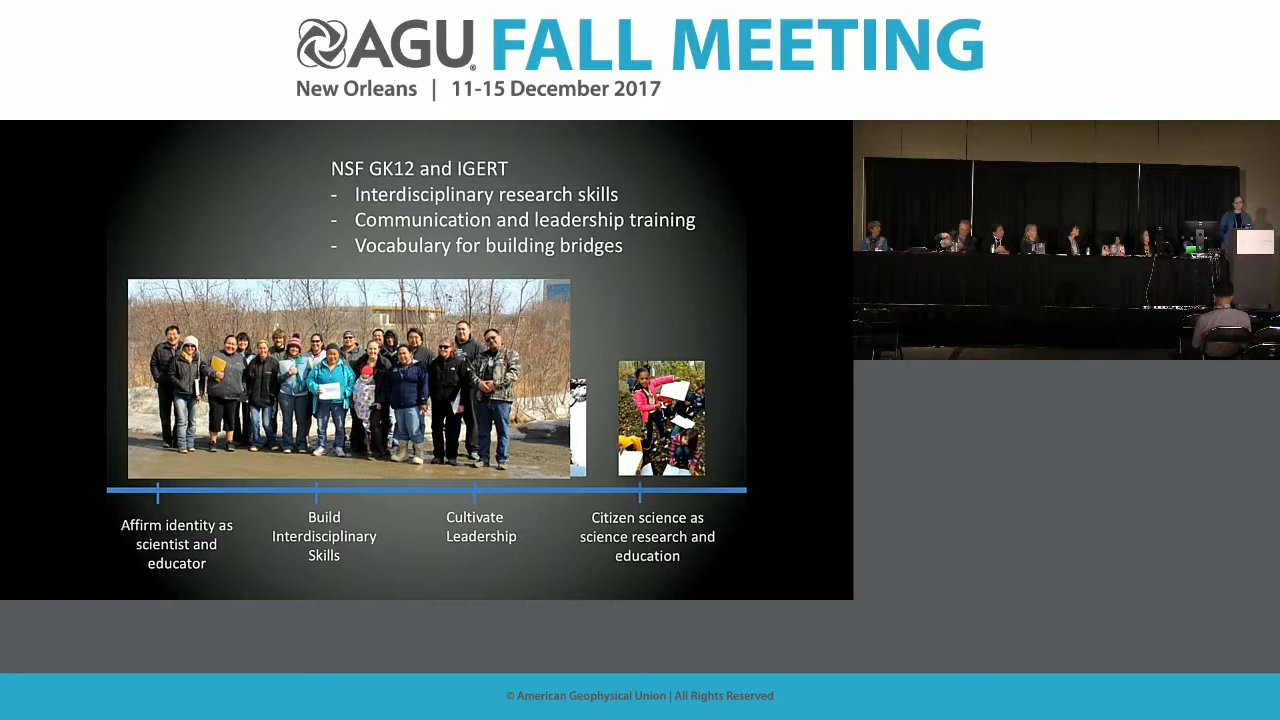 AGU FALL MEETING
New Orleans | 11-15 December 2017
NSF GK12 and IGERT
- Interdisciplinary research skills
- Communication and leadership training
- Vocabulary for building bridges
Affirm identity as
scientist and
educator
Build
Interdisciplinary
Skills
Cultivate
Leadership
Citizen science as
science research and
education
© American Geophysical Union | All Rights Reserved